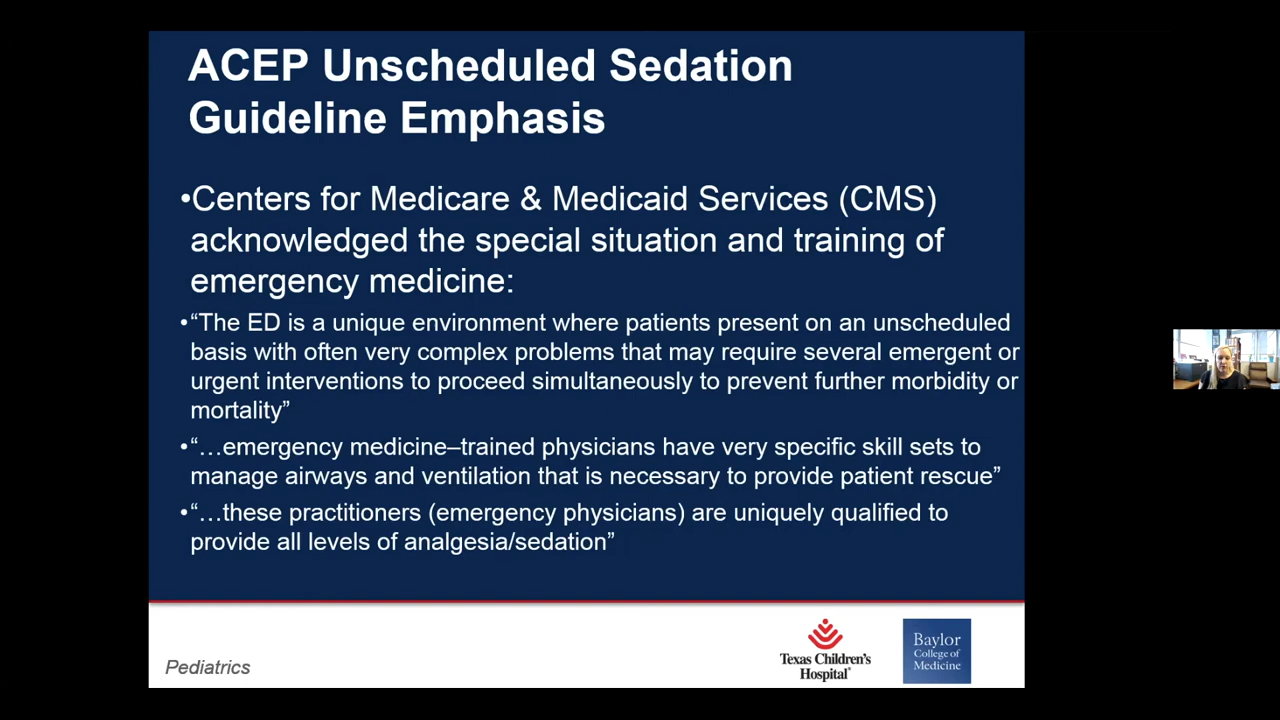 ACEP Unscheduled Sedation
Guideline Emphasis
•Centers for Medicare & Medicaid Services (CMS)
acknowledged the special situation and training of
emergency medicine:
•“The ED is a unique environment where patients present on an unscheduled
basis with often very complex problems that may require several emergent or
urgent interventions to proceed simultaneously to prevent further morbidity or
mortality”
•“…emergency medicine–trained physicians have very specific skill sets to
manage airways and ventilation that is necessary to provide patient rescue”
•“…these practitioners (emergency physicians) are uniquely qualified to
provide all levels of analgesia/sedation”
Pediatrics
Texas Children's
Hospital®
Baylor
College of
Medicine